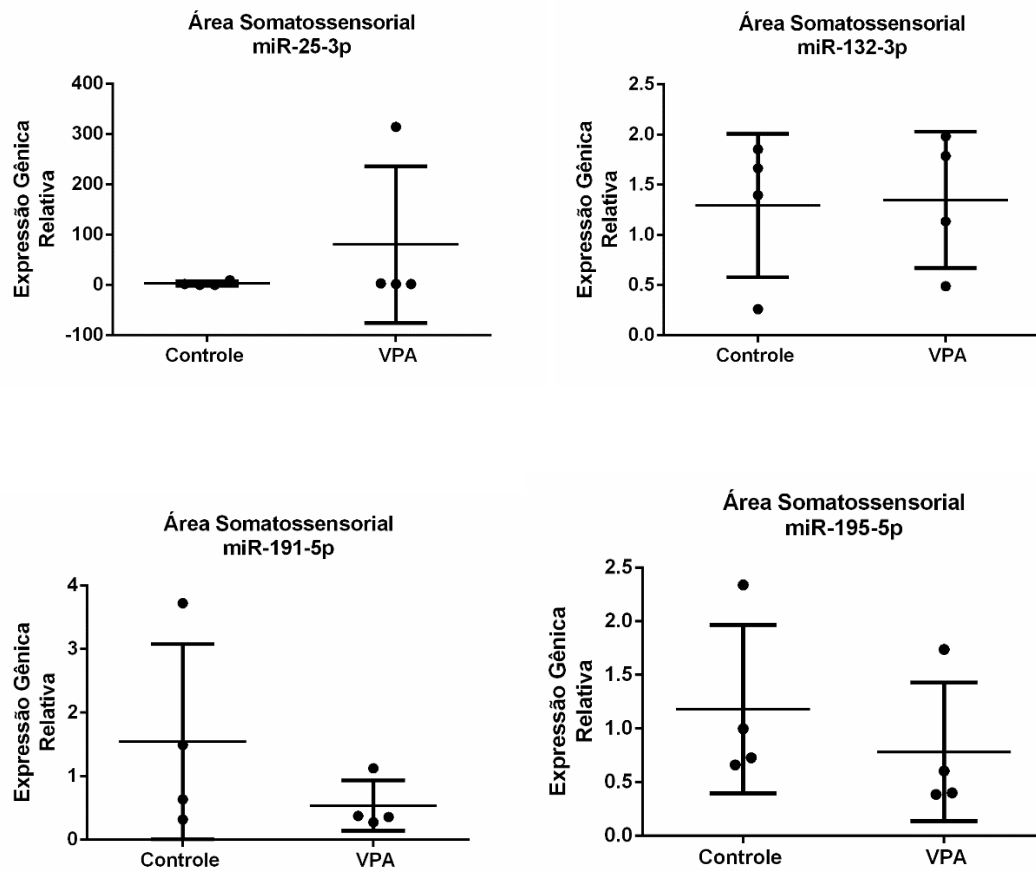 Área Somatossensorial
miR-25-3p
Expressão Gênica
Relativa
400
300
200
100
0
-100
Controle
VPA
Área Somatossensorial
miR-132-3p
Expressão Gênica
Relativa
2.5
2.0
1.5
1.0
0.5
0.0
Controle
VPA
Área Somatossensorial
miR-191-5p
Expressão Gênica
Relativa
4
3
2
1
0
Controle
VPA
Área Somatossensorial
miR-195-5p
Expressão Gênica
Relativa
2.5
2.0
1.5
1.0
0.5
0.0
Controle
VPA